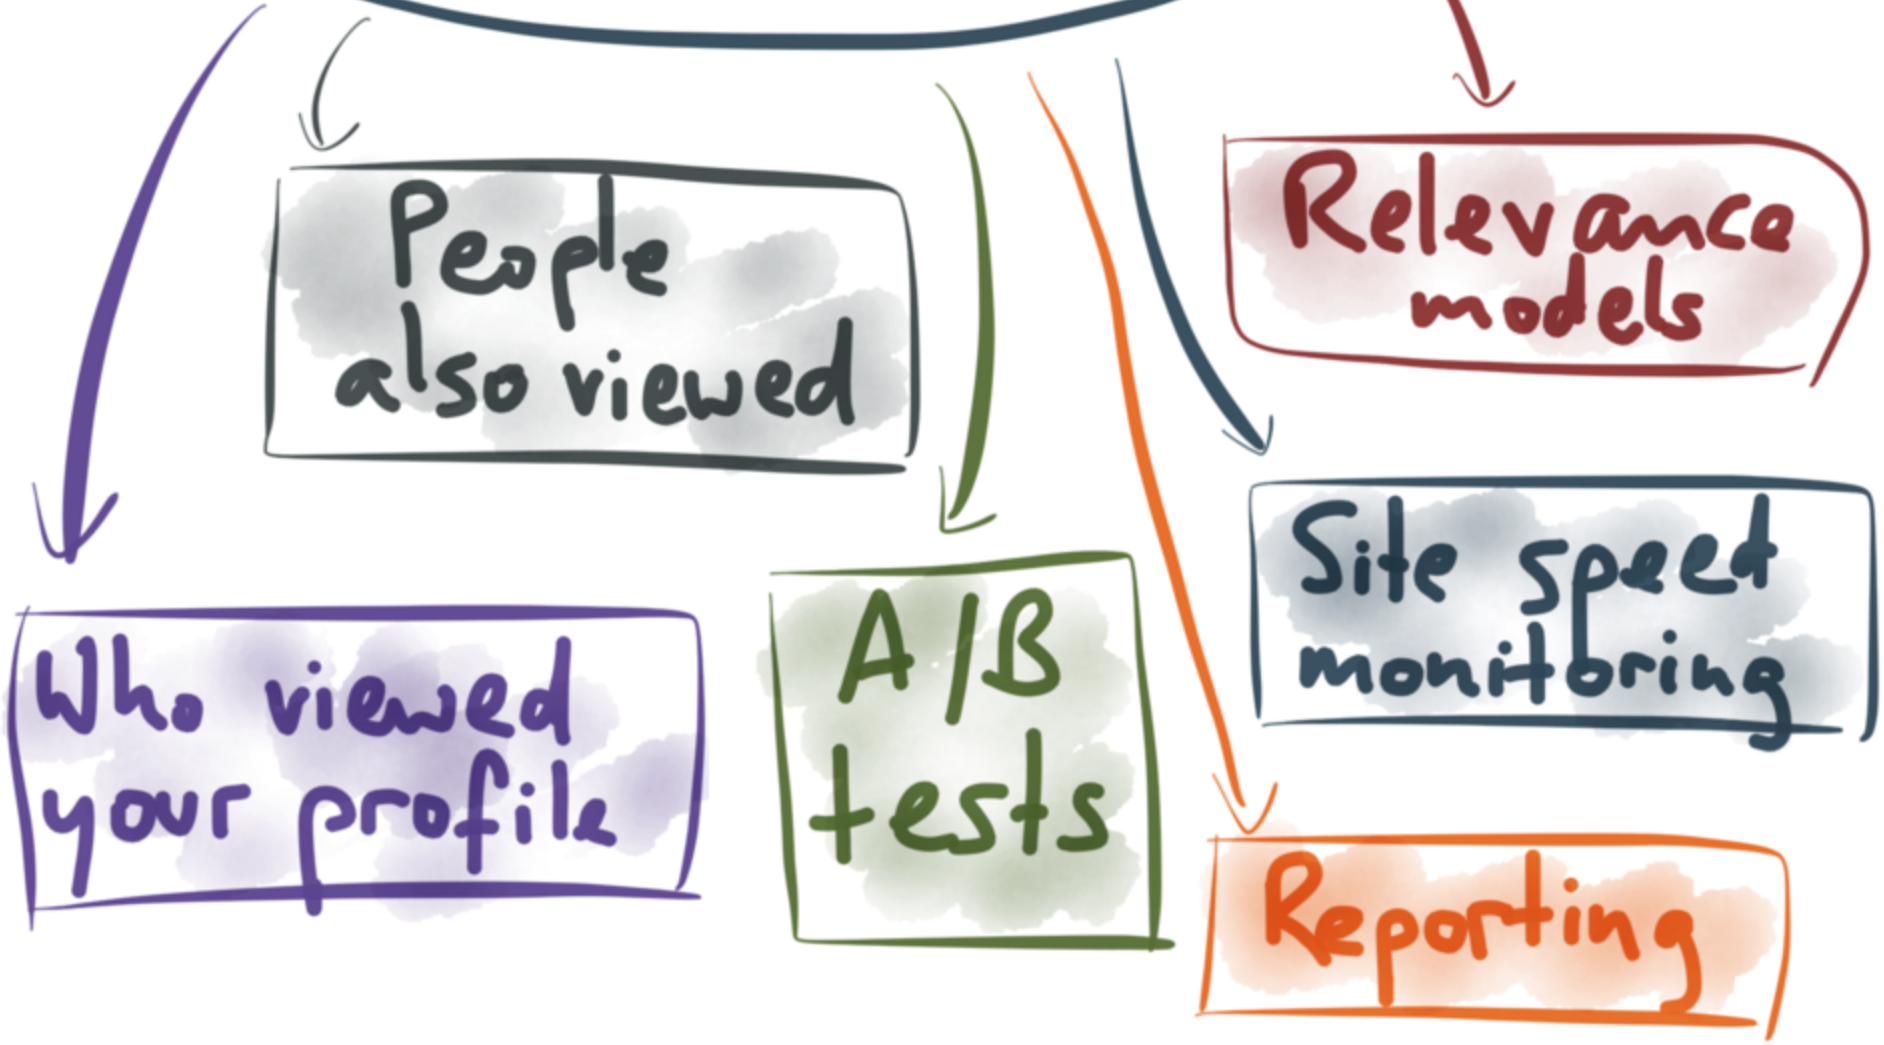 People
also viewed
Relevance
models
Site speed
monitoring
Who viewed
your profile
A/B
tests
Reporting